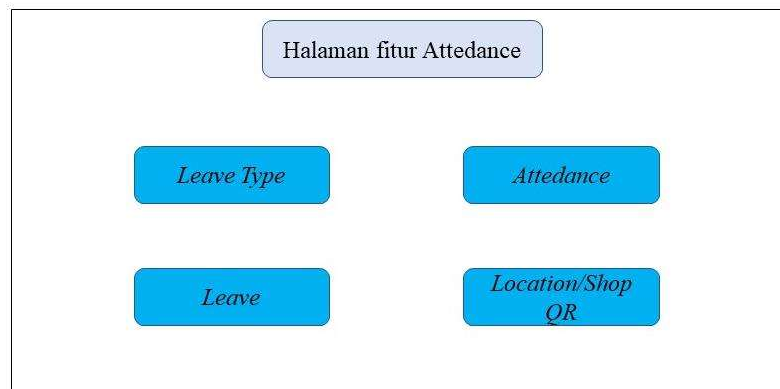 Halaman fitur Attedance
Leave Type
Attedance
Leave
Location/Shop
QR